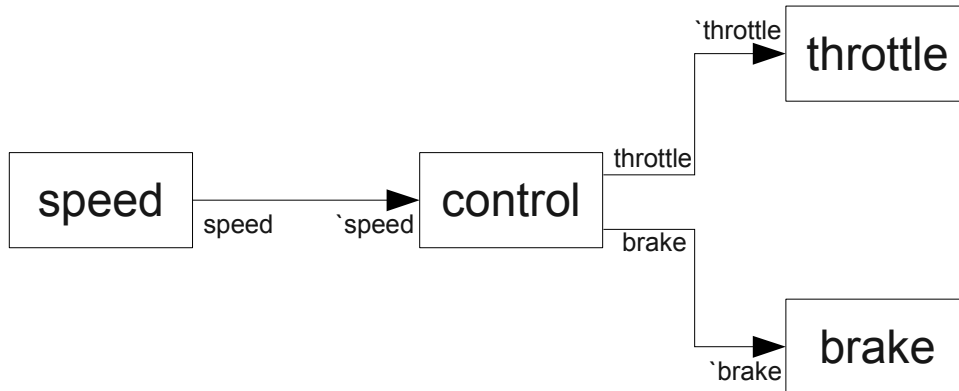 `throttle
throttle
throttle
speed
control
speed
`speed
brake
brake
`brake